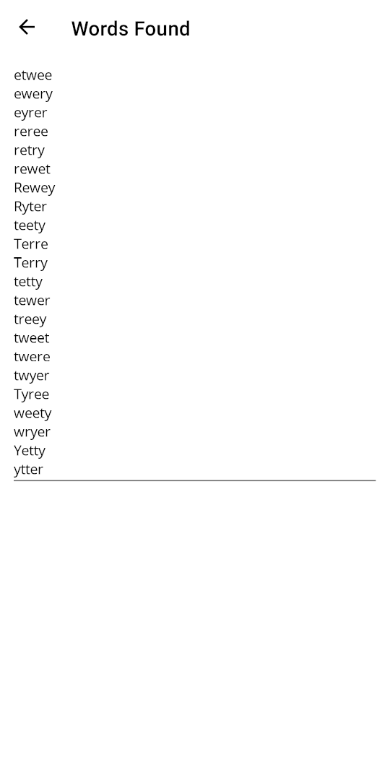 Words Found
etwee
ewery
eyrer
reree
retry
rewet
Rewey
Ryter
teety
Terre
Terry
tetty
tewer
treey
tweet
twere
twyer
Tyree
weety
wryer
Yetty
ytter